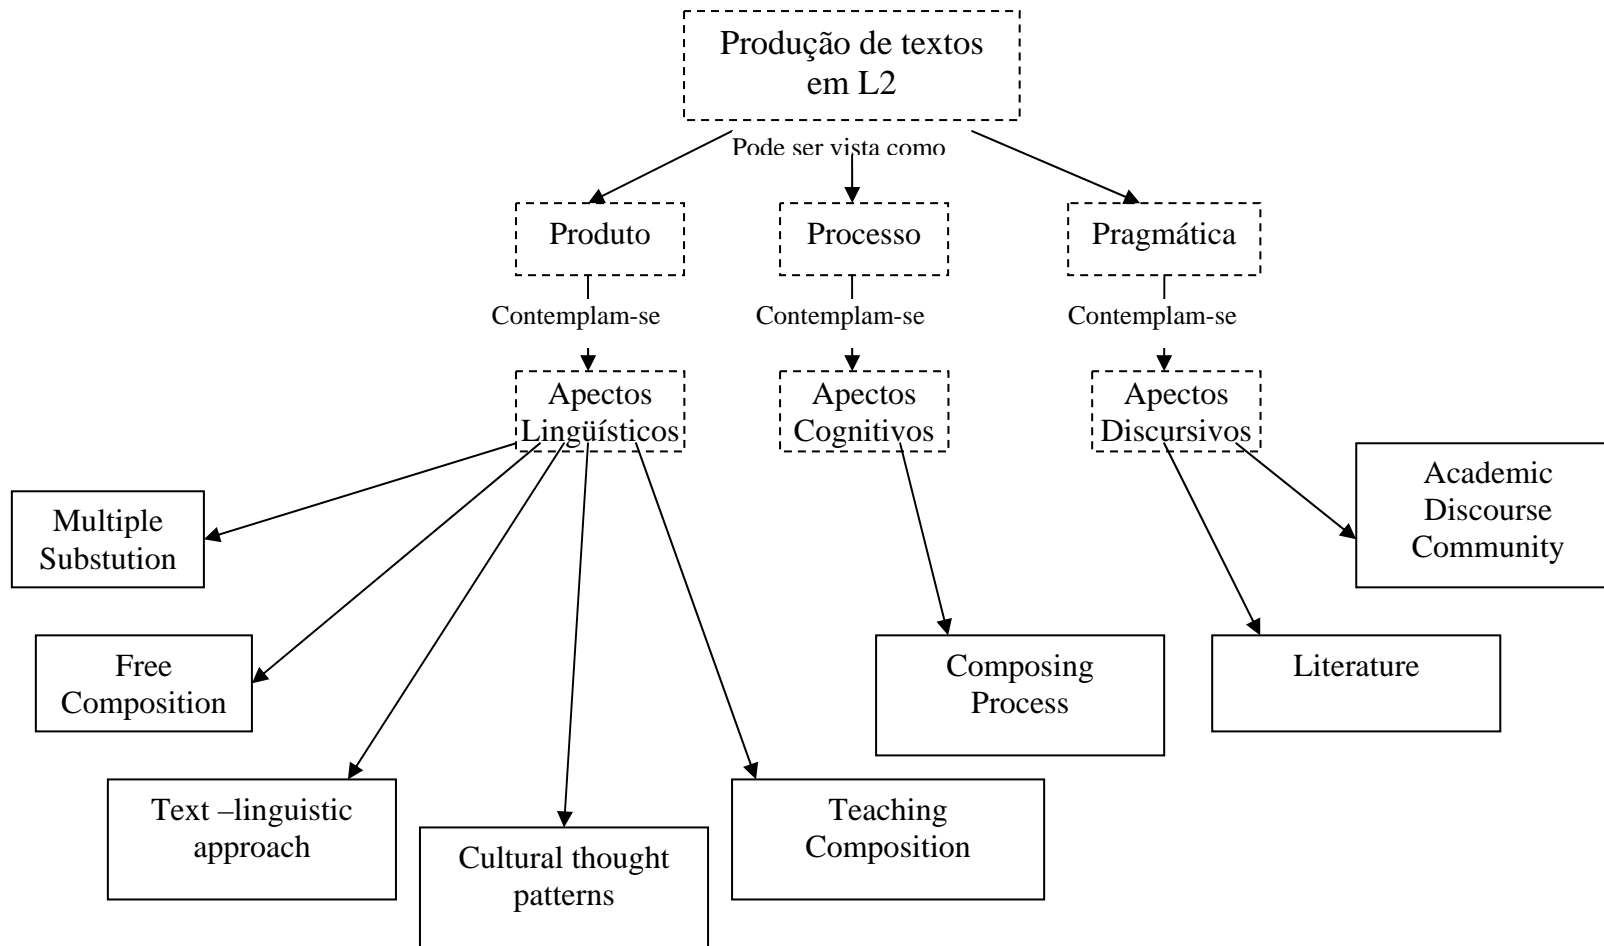 Produção de textos
em L2
Pode ser vista como
Produto
Processo
Pragmática
Contemplam-se
Contemplam-se
Contemplam-se
Apectos
Lingüísticos
Apectos
Cognitivos
Apectos
Discursivos
Academic
Discourse
Community
Multiple
Substution
Free
Composition
Composing
Process
Literature
Text –linguistic
approach
Cultural thought
patterns
Teaching
Composition